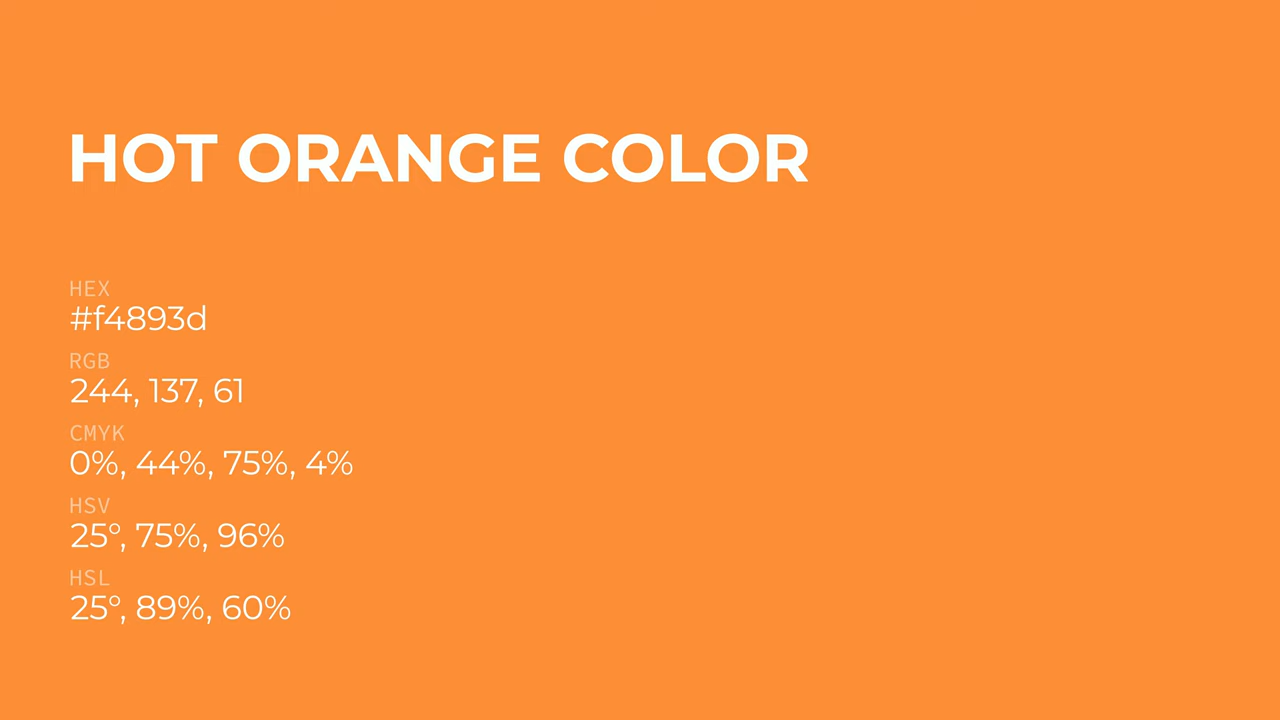 HOT ORANGE COLOR
HEX
#f4893d
RGB
244, 137, 61
CMYK
0%, 44%, 75%, 4%
HSV
25°, 75%, 96%
HSL
25°, 89%, 60%